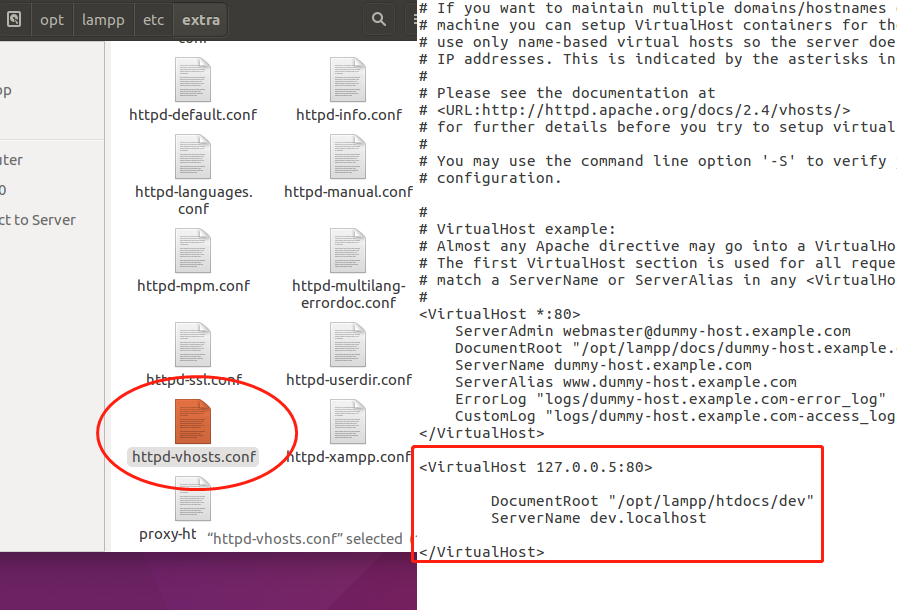 opt lampp etc extra
httpd-default.conf httpd-info.conf
httpd-languages.
conf
httpd-manual.conf
httpd-mpm.conf
httpd-multilang-
errordoc.conf
httpd-ssl.conf httpd-userdir.conf
httpd-vhosts.conf httpd-xampp.conf
proxy-ht
“httpd-vhosts.conf” selected
ct to Server
# If you want to maintain multiple domains/hostnames
# machine you can setup VirtualHost containers for the
# use only name-based virtual hosts so the server doe
# IP addresses. This is indicated by the asterisks in
#
# Please see the documentation at
# <URL:http://httpd.apache.org/docs/2.4/vhosts/>
# for further details before you try to setup virtual
#
# You may use the command line option '-S' to verify
# configuration.
#
# VirtualHost example:
# Almost any Apache directive may go into a VirtualHo
# The first VirtualHost section is used for all reque
# match a ServerName or ServerAlias in any <VirtualHo
#
<VirtualHost *:80>
ServerAdmin webmaster@dummy-host.example.com
DocumentRoot "/opt/lampp/docs/dummy-host.example.
ServerName dummy-host.example.com
ServerAlias www.dummy-host.example.com
ErrorLog "logs/dummy-host.example.com-error_log"
CustomLog "logs/dummy-host.example.com-access_log
</VirtualHost>
<VirtualHost 127.0.0.5:80>
DocumentRoot "/opt/lampp/htdocs/dev"
ServerName dev.localhost
</VirtualHost>